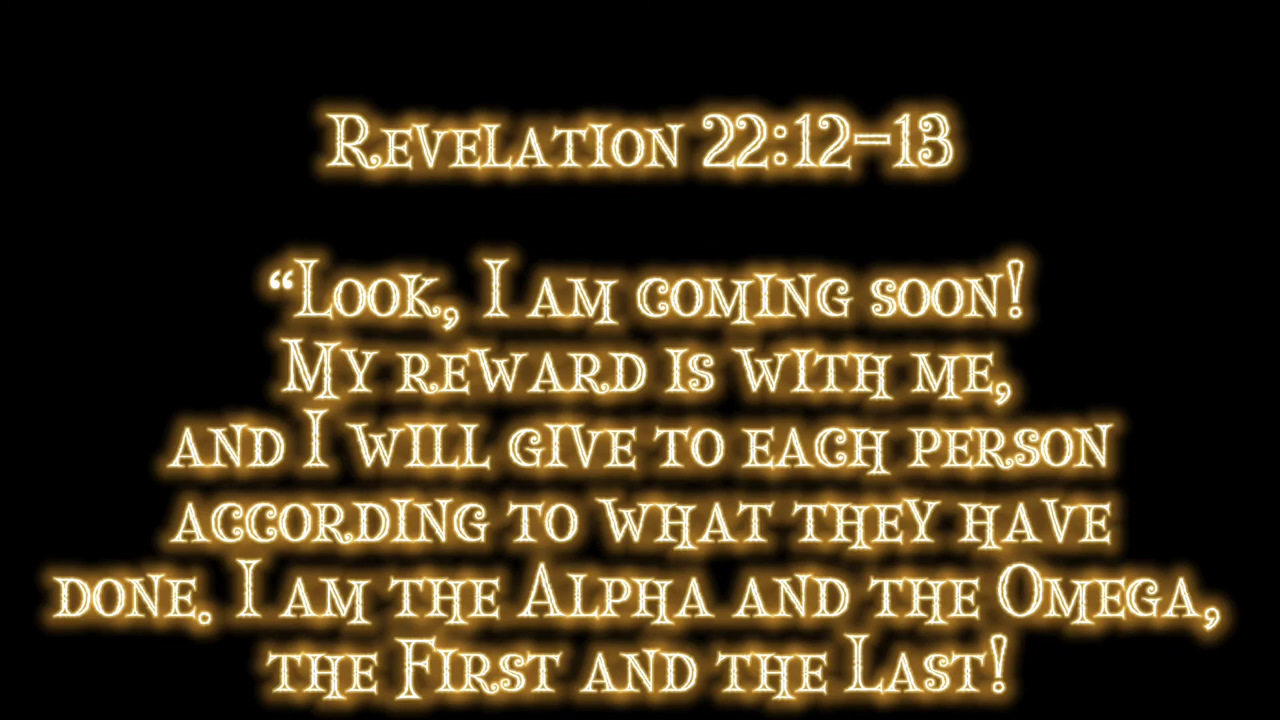 Revelation 22:12–13
“Look, I am coming soon!
My reward is with me,
and I will give to each person
according to what they have
done. I am the Alpha and the Omega,
the First and the Last!